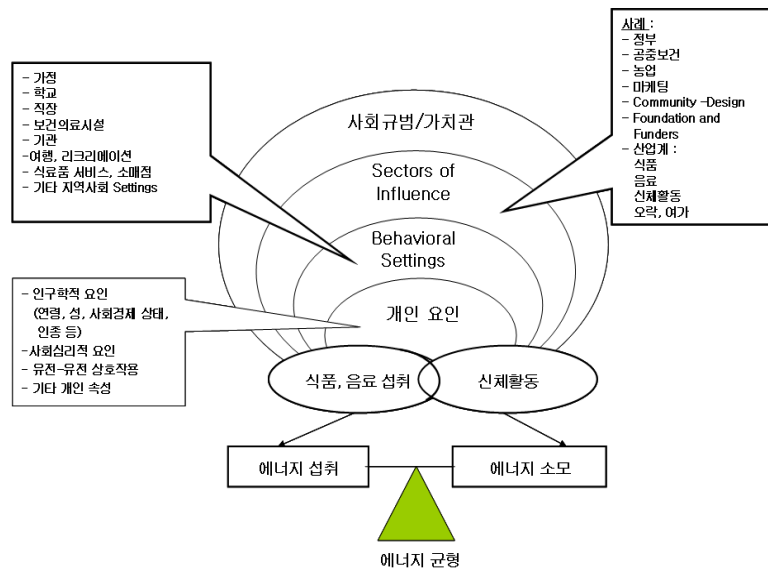 사례 :
- 정부
- 공중보건
- 농업
- 마케팅
- Community -Design
- Foundation and
Funders
- 산업계 :
식품
음료
신체활동
오락, 여가
- 가정
- 학교
- 직장
- 보건의료시설
- 기관
-여행, 리크리에이션
- 식료품 서비스, 소매점
- 기타 지역사회 Settings
사회규범/가치관
Sectors of
Influence
Behavioral
Settings
개인 요인
- 인구학적 요인
(연령, 성, 사회경제 상태,
인종 등)
-사회심리적 요인
- 유전-유전 상호작용
- 기타 개인 속성
식품, 음료 섭취
신체활동
에너지 섭취
에너지 소모
에너지 균형